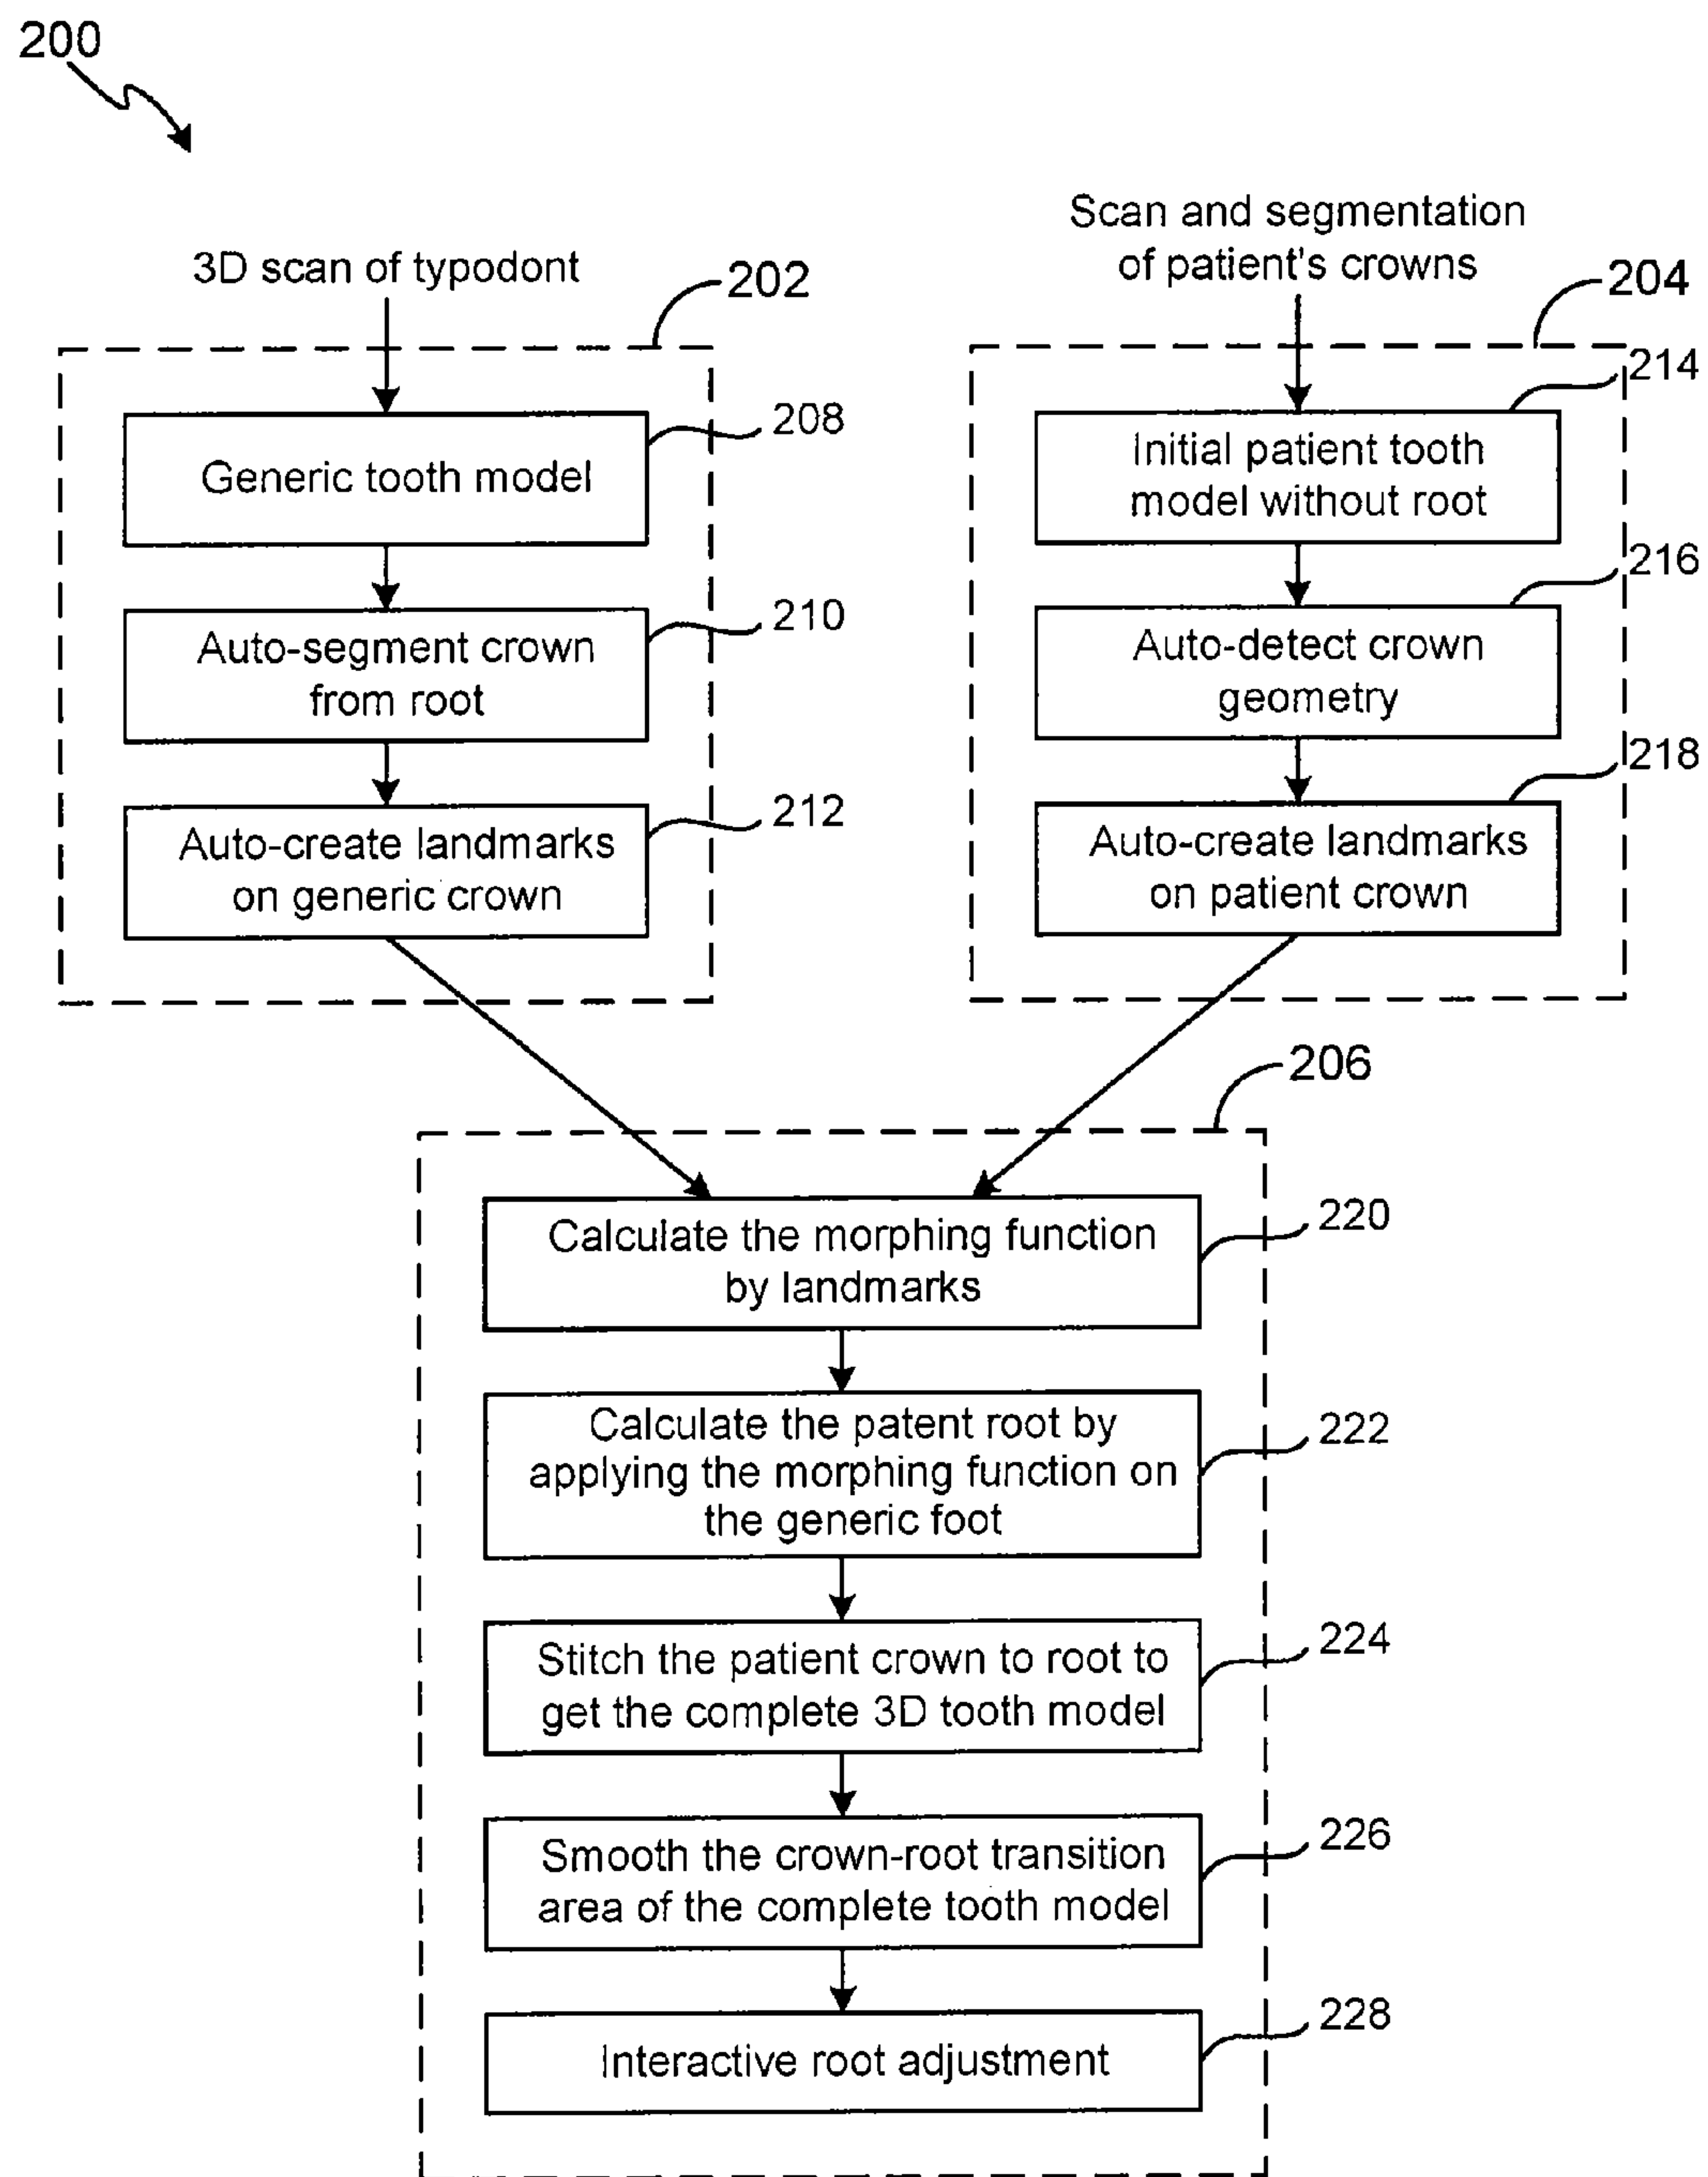 200
3D scan of typodont
202
208
Generic tooth model
210
Auto-segment crown
from root
212
Auto-create landmarks
on generic crown
Scan and segmentation
of patient's crowns
204
214
Initial patient tooth
model without root
216
Auto-detect crown
geometry
218
Auto-create landmarks
on patient crown
206
220
Calculate the morphing function
by landmarks
222
Calculate the patent root by
applying the morphing function on
the generic foot
224
Stitch the patient crown to root to
get the complete 3D tooth model
226
Smooth the crown-root transition
area of the complete tooth model
228
Interactive root adjustment